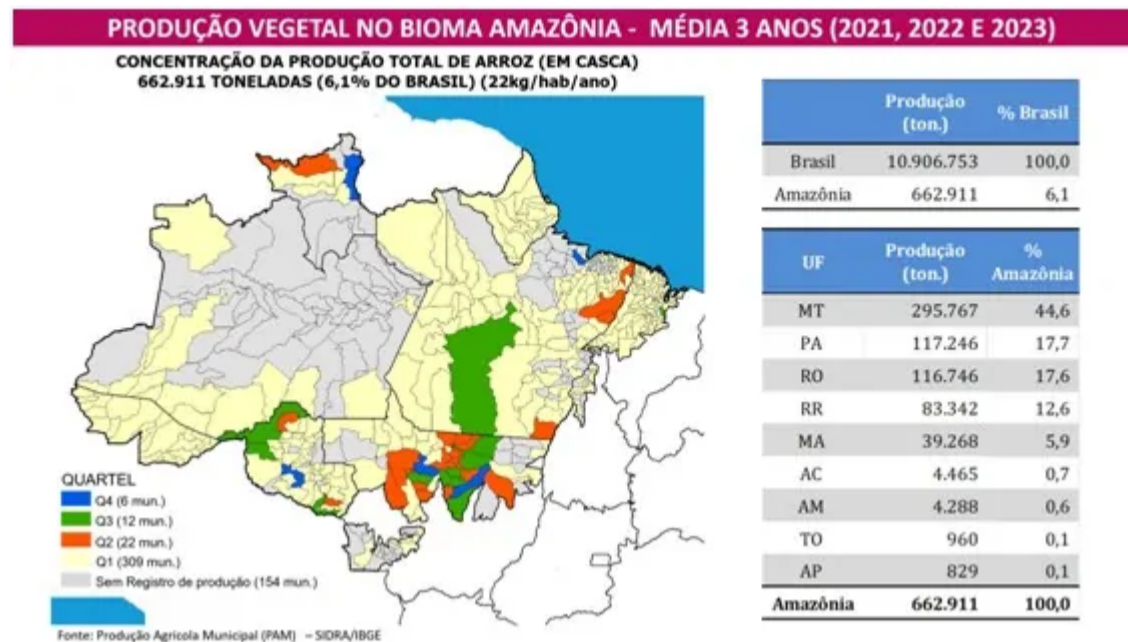 PRODUÇÃO VEGETAL NO BIOMA AMAZÔNIA - MÉDIA 3 ANOS (2021, 2022 E 2023)
CONCENTRAÇÃO DA PRODUÇÃO TOTAL DE ARROZ (EM CASCA)
662.911 TONELADAS (6,1% DO BRASIL) (22kg/hab/ano)
QUARTEL
Q4 (6 mun.)
Q3 (12 mun.)
Q2 (22 mun.)
Q1 (309 mun.)
Sem Registro de produção (154 mun.)
Fonte: Produção Agrícola Municipal (PAM) – SIDRA/IBGE
Produção (ton.) % Brasil
Brasil 10.906.753 100,0
Amazônia 662.911 6,1
UF Produção (ton.) % Amazônia
MT 295.767 44,6
PA 117.246 17,7
RO 116.746 17,6
RR 83.342 12,6
MA 39.268 5,9
AC 4.465 0,7
AM 4.288 0,6
TO 960 0,1
AP 829 0,1
Amazônia 662.911 100,0